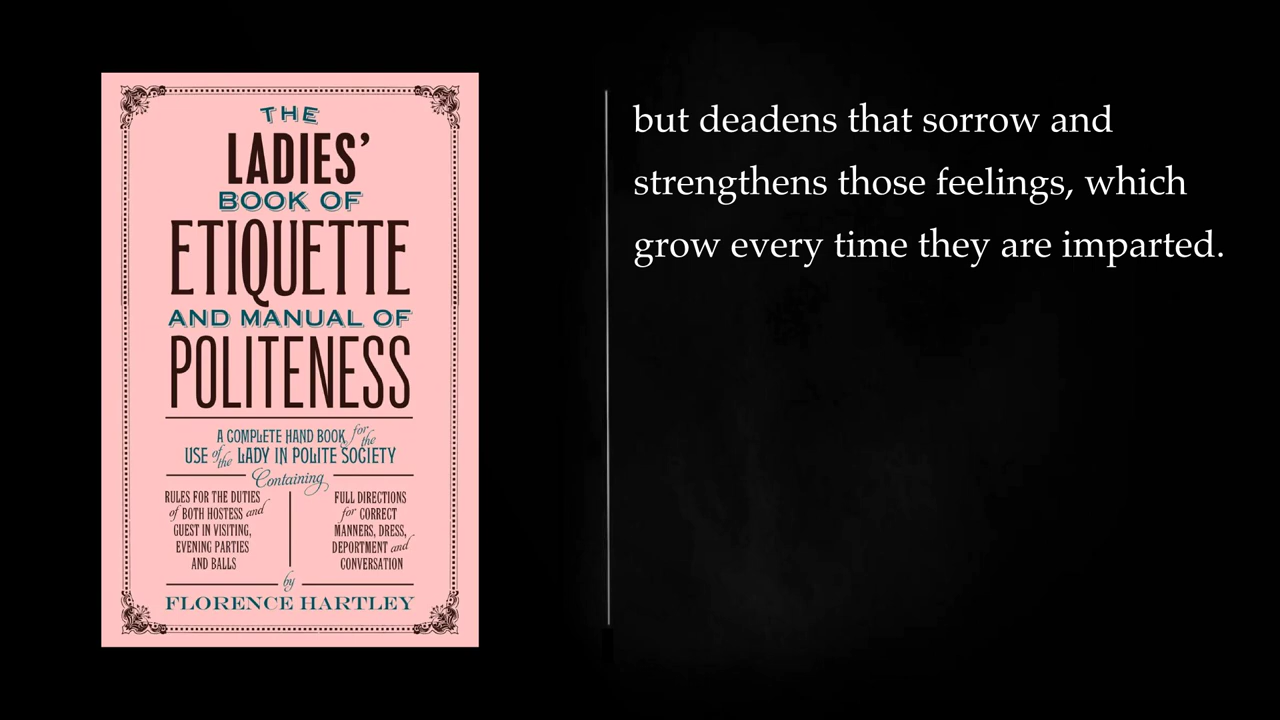 THE
LADIES'
BOOK OF
ETIQUETTE
AND MANUAL OF
POLITENESS
A COMPLETE HAND BOOK for the
USE of the LADY IN POLITE SOCIETY
Containing
RULES FOR THE DUTIES
of BOTH HOSTESS and
GUEST IN VISITING,
EVENING PARTIES
AND BALLS
FULL DIRECTIONS
for CORRECT
MANNERS, DRESS,
DEPORTMENT and
CONVERSATION
by
FLORENCE HARTLEY
but deadens that sorrow and
strengthens those feelings, which
grow every time they are imparted.